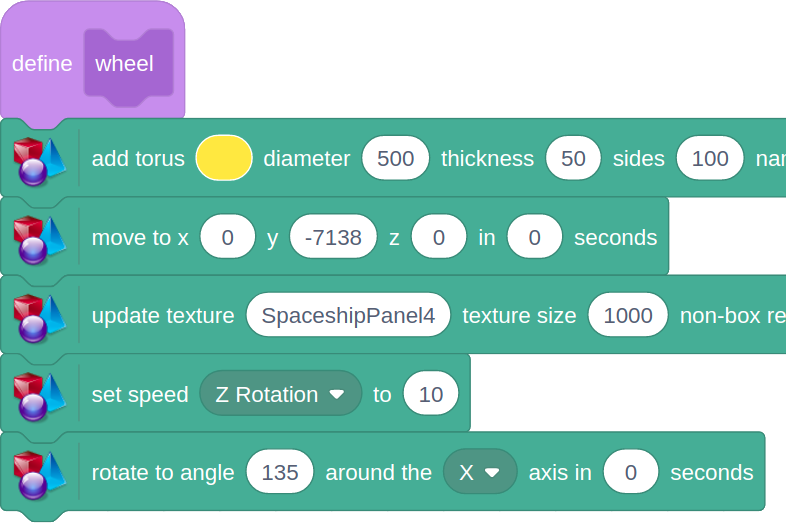 define wheel
add torus diameter 500 thickness 50 sides 100
move to x 0 y -7138 z 0 in 0 seconds
update texture SpaceshipPanel4 texture size 1000 non-box
set speed Z Rotation to 10
rotate to angle 135 around the X axis in 0 seconds